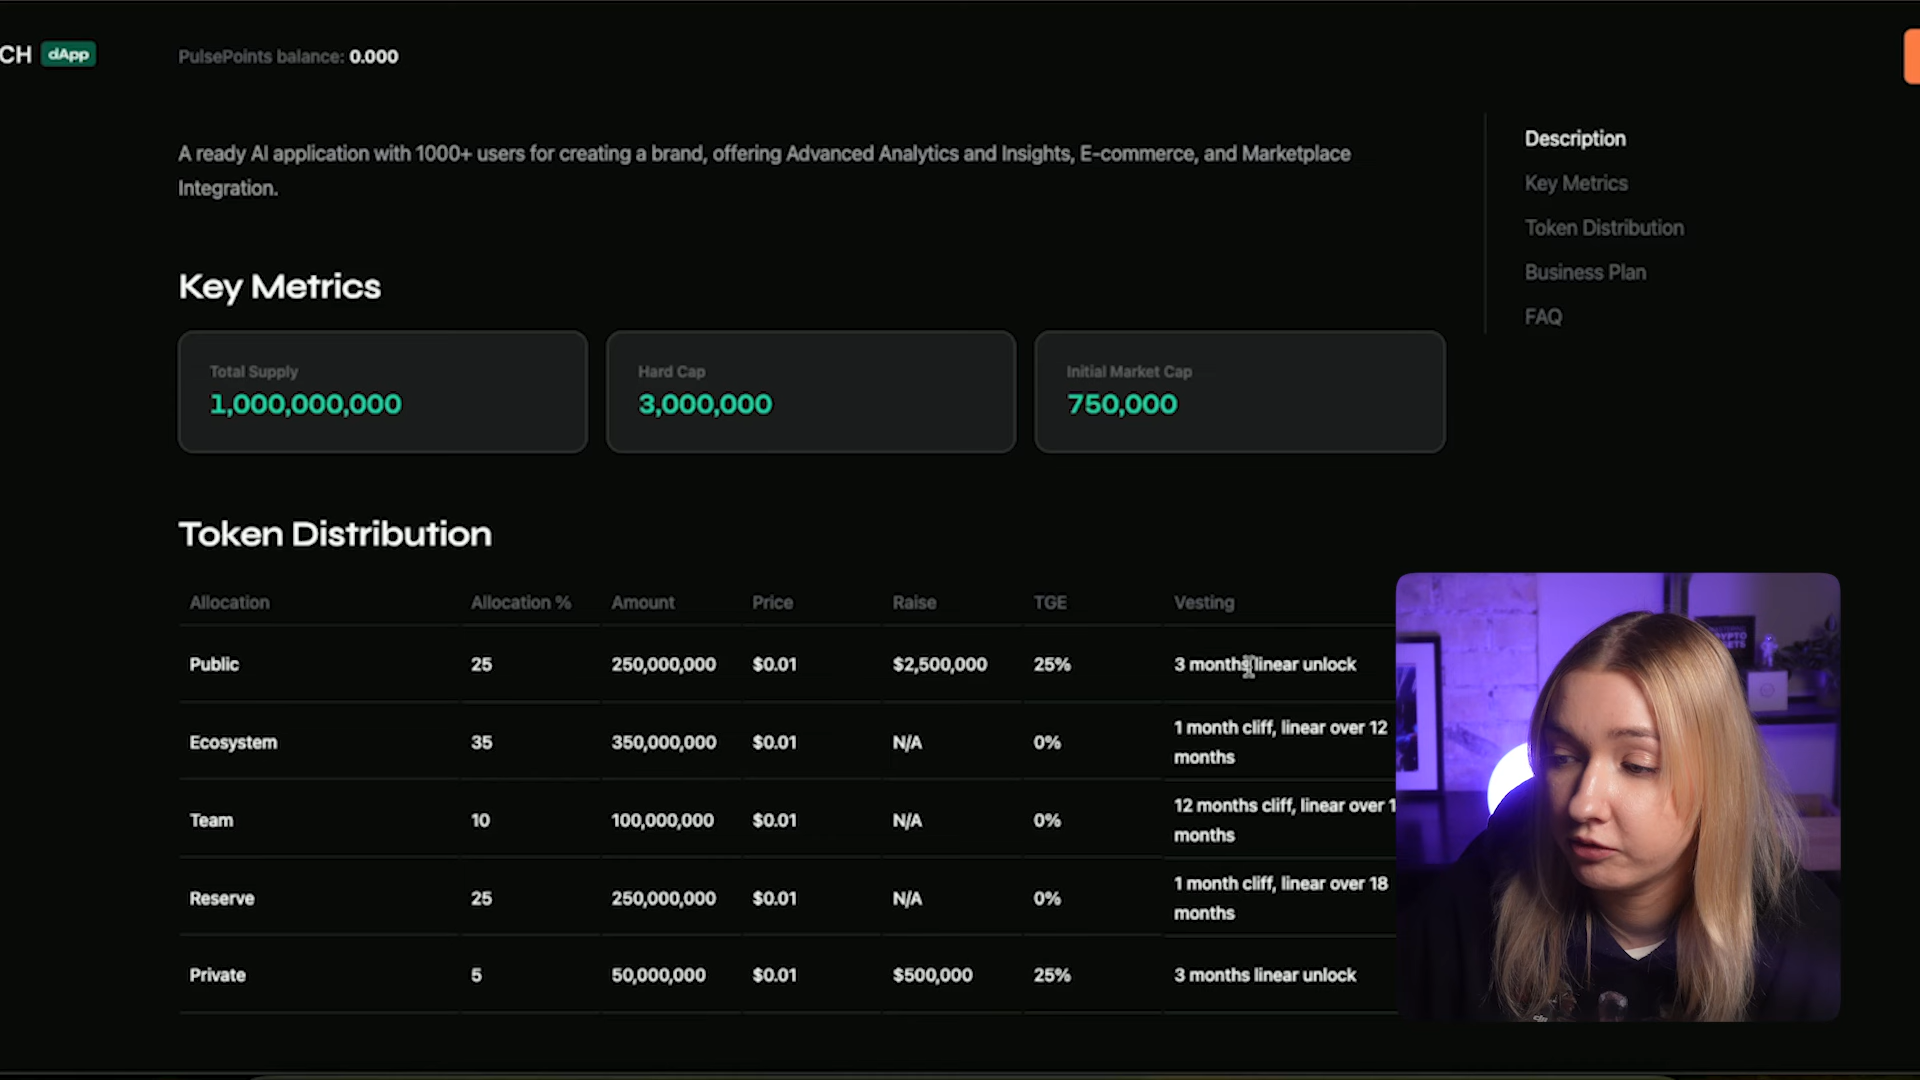 CH dApp PulsePoints balance: 0.000
A ready AI application with 1000+ users for creating a brand, offering Advanced Analytics and Insights, E-commerce, and Marketplace
Integration.
Description
Key Metrics
Token Distribution
Business Plan
FAQ
Key Metrics
Total Supply
1,000,000,000
Hard Cap
3,000,000
Initial Market Cap
750,000
Token Distribution
Allocation Allocation % Amount Price Raise TGE Vesting
Public 25 250,000,000 $0.01 $2,500,000 25% 3 months linear unlock
Ecosystem 35 350,000,000 $0.01 N/A 0% 1 month cliff, linear over 12
months
Team 10 100,000,000 $0.01 N/A 0% 12 months cliff, linear over
months
Reserve 25 250,000,000 $0.01 N/A 0% 1 month cliff, linear over 18
months
Private 5 50,000,000 $0.01 $500,000 25% 3 months linear unlock